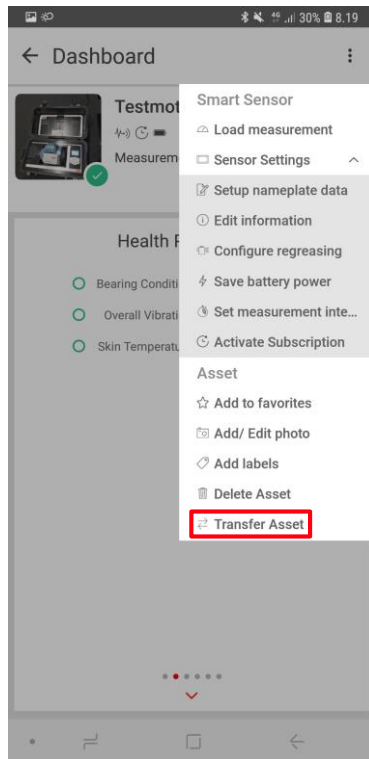 4G 30% 8.19
Dashboard
Testmot
Measurem
Health
Bearing Conditi
Overall Vibrati
Skin Temperatu
Smart Sensor
Load measurement
Sensor Settings
Setup nameplate data
Edit information
Configure regreasing
Save battery power
Set measurement inte...
Activate Subscription
Asset
Add to favorites
Add/ Edit photo
Add labels
Delete Asset
Transfer Asset